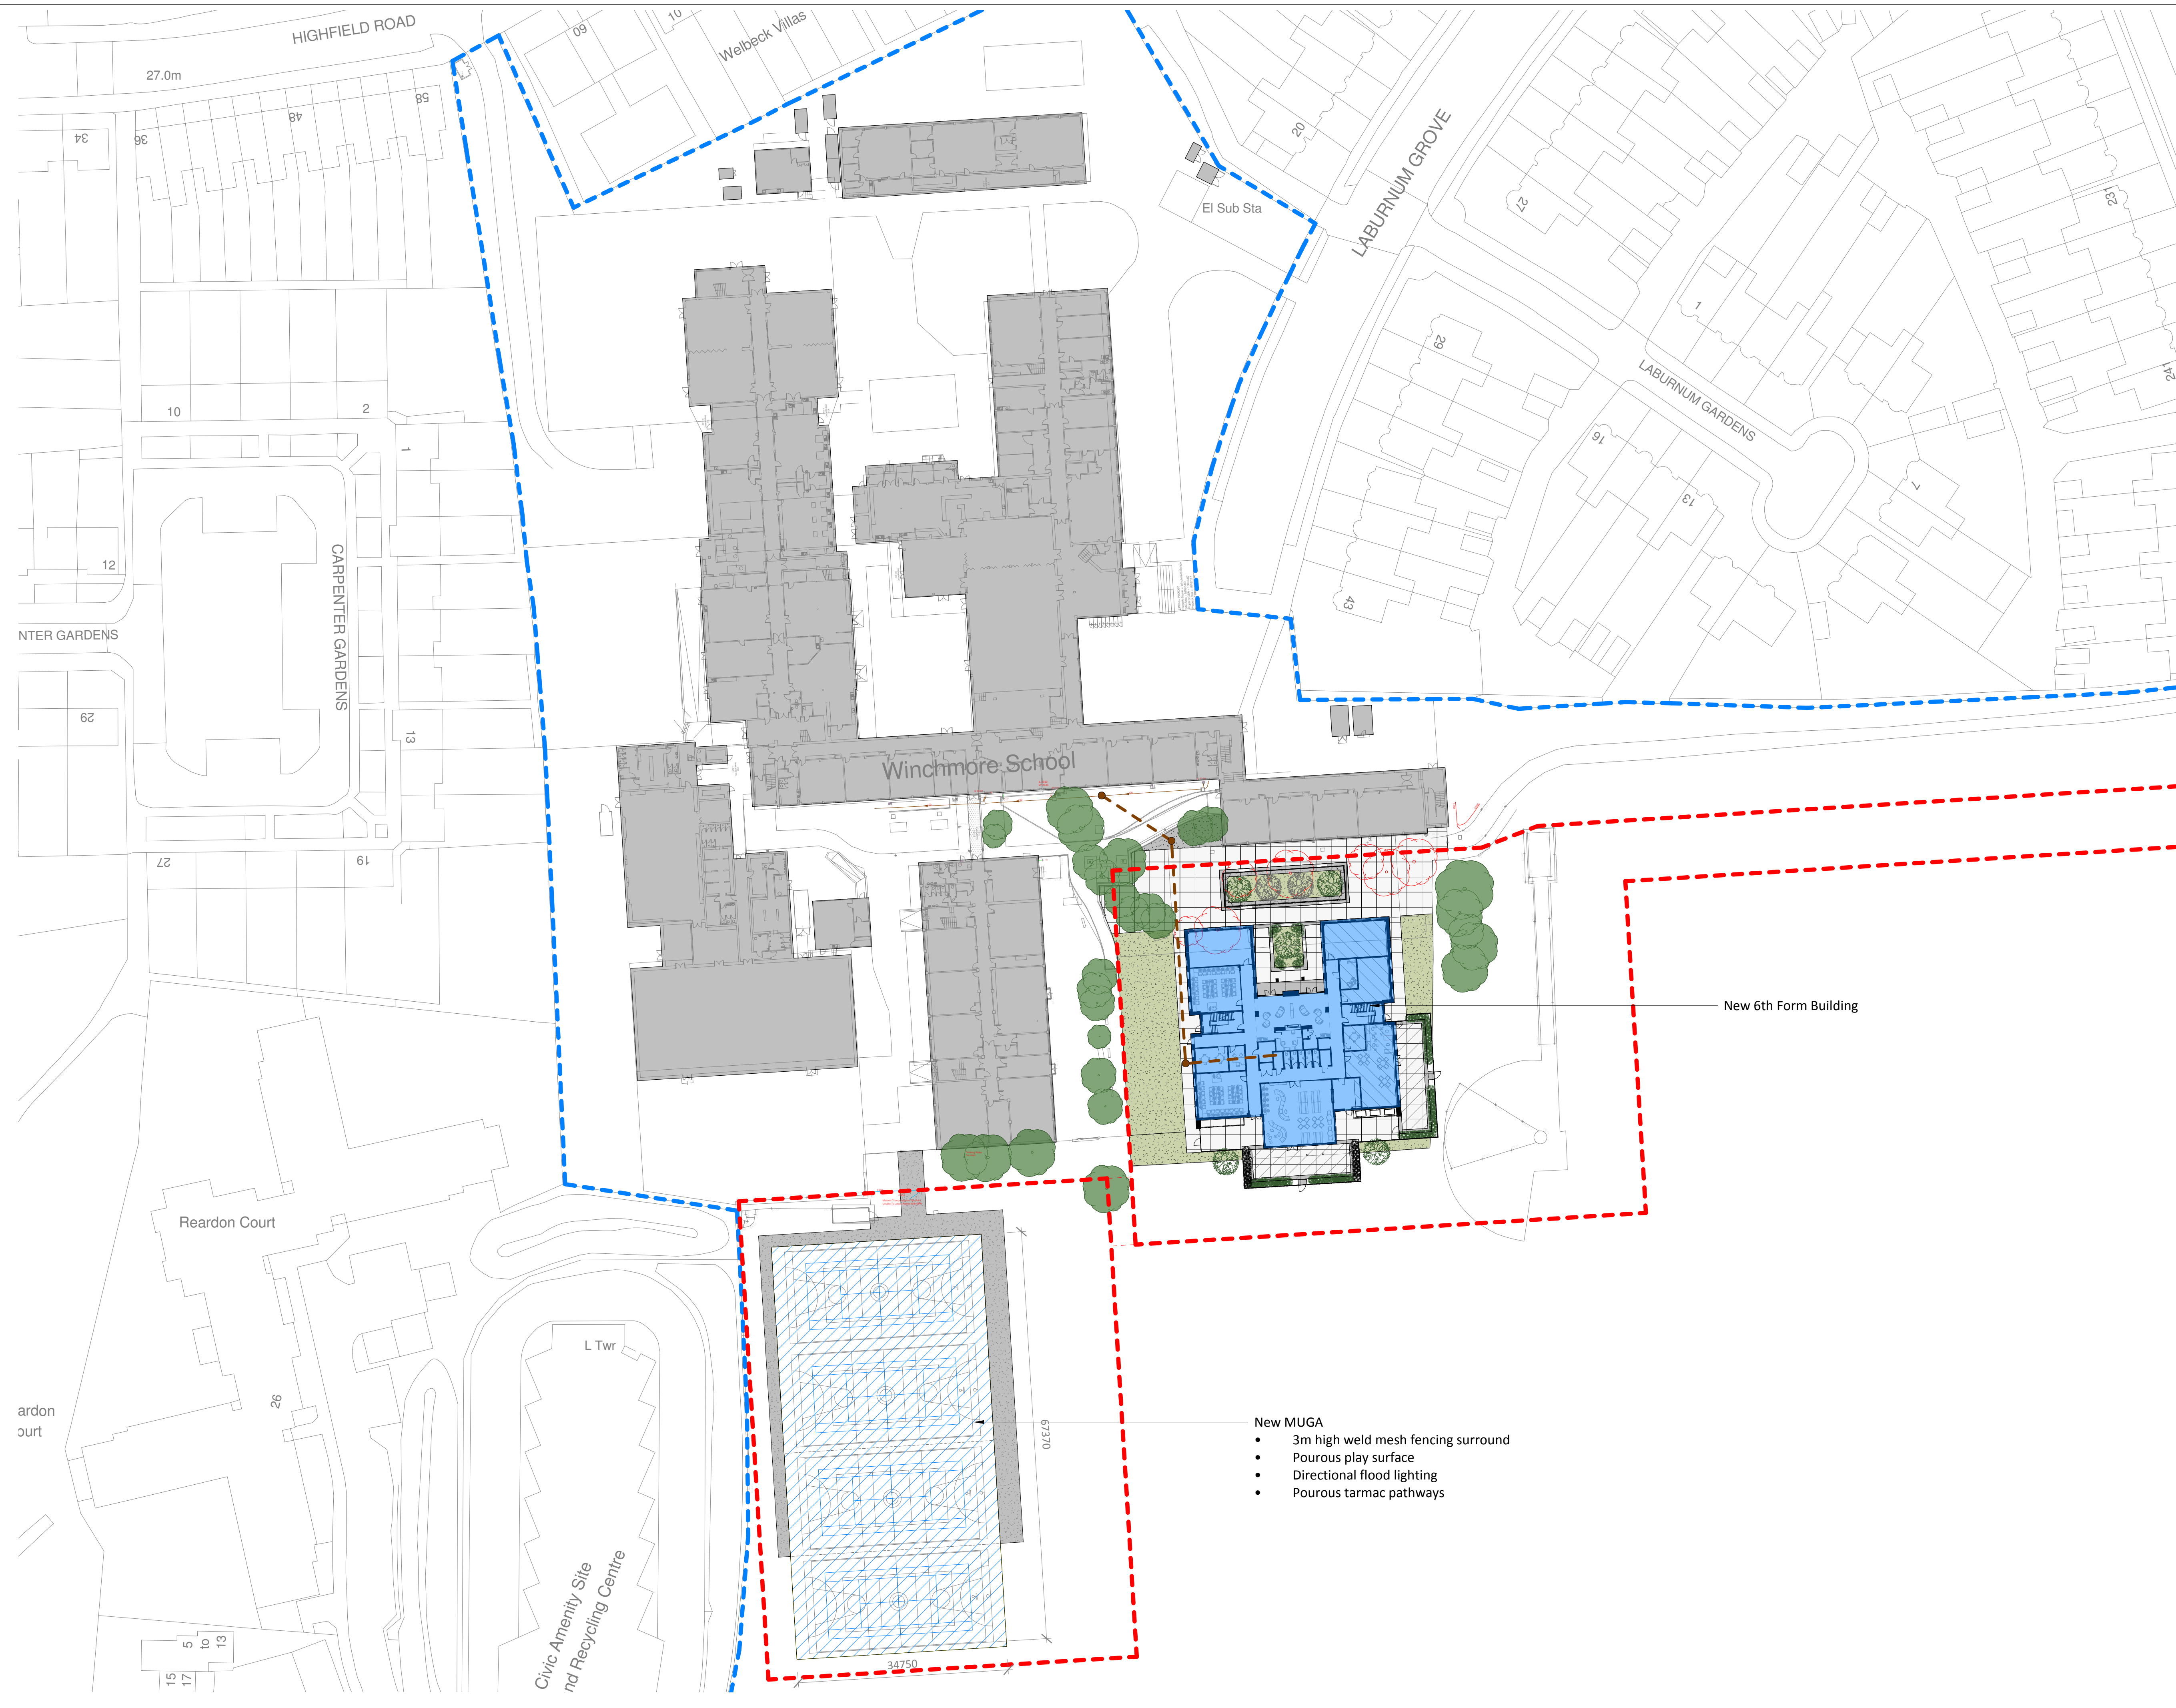 HIGHFIELD ROAD
27.0m
09
10
Welbeck Villas
58
48
36
34
20
LABURNUM GROVE
El Sub Sta
27
231
1
29
241
LABURNUM GARDENS
10
2
1
16
13
7
12
CARPENTER GARDENS
43
NTER GARDENS
29
13
Winchmore School
27
19
New 6th Form Building
Reardon Court
L Twr
26
ardon
ourt
New MUGA
• 3m high weld mesh fencing surround
• Pourous play surface
• Directional flood lighting
• Pourous tarmac pathways
67370
Civic Amenity Site
nd Recycling Centre
5
to
13
15
17
34750